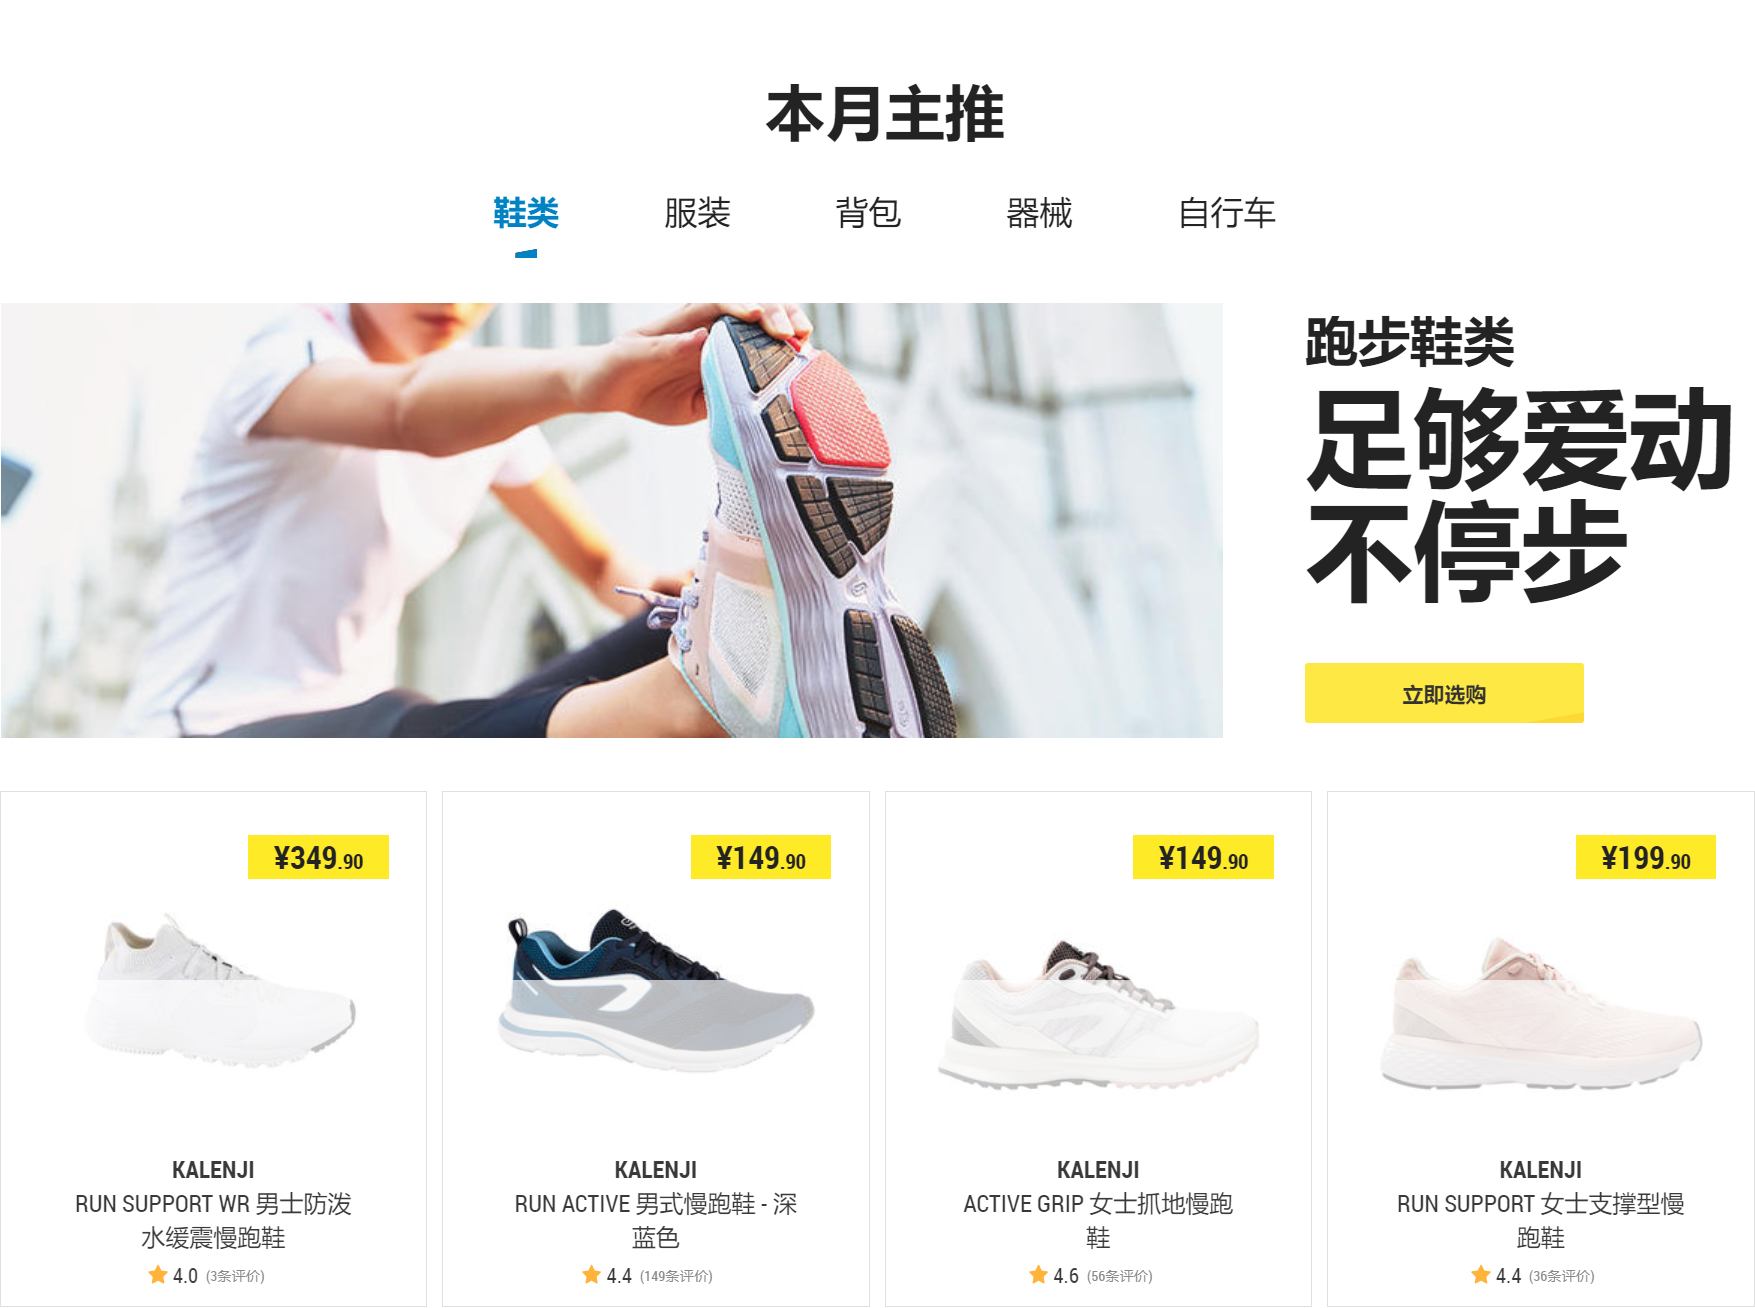 本月主推
鞋类
服装
背包
器械
自行车
跑步鞋类
足够爱动
不停步
立即选购
¥349.90
KALENJI
RUN SUPPORT WR 男士防泼
水缓震慢跑鞋
4.0 (3条评价)
¥149.90
KALENJI
RUN ACTIVE 男式慢跑鞋 - 深
蓝色
4.4 (149条评价)
¥149.90
KALENJI
ACTIVE GRIP 女士抓地慢跑
鞋
4.6 (56条评价)
¥199.90
KALENJI
RUN SUPPORT 女士支撑型慢
跑鞋
4.4 (36条评价)